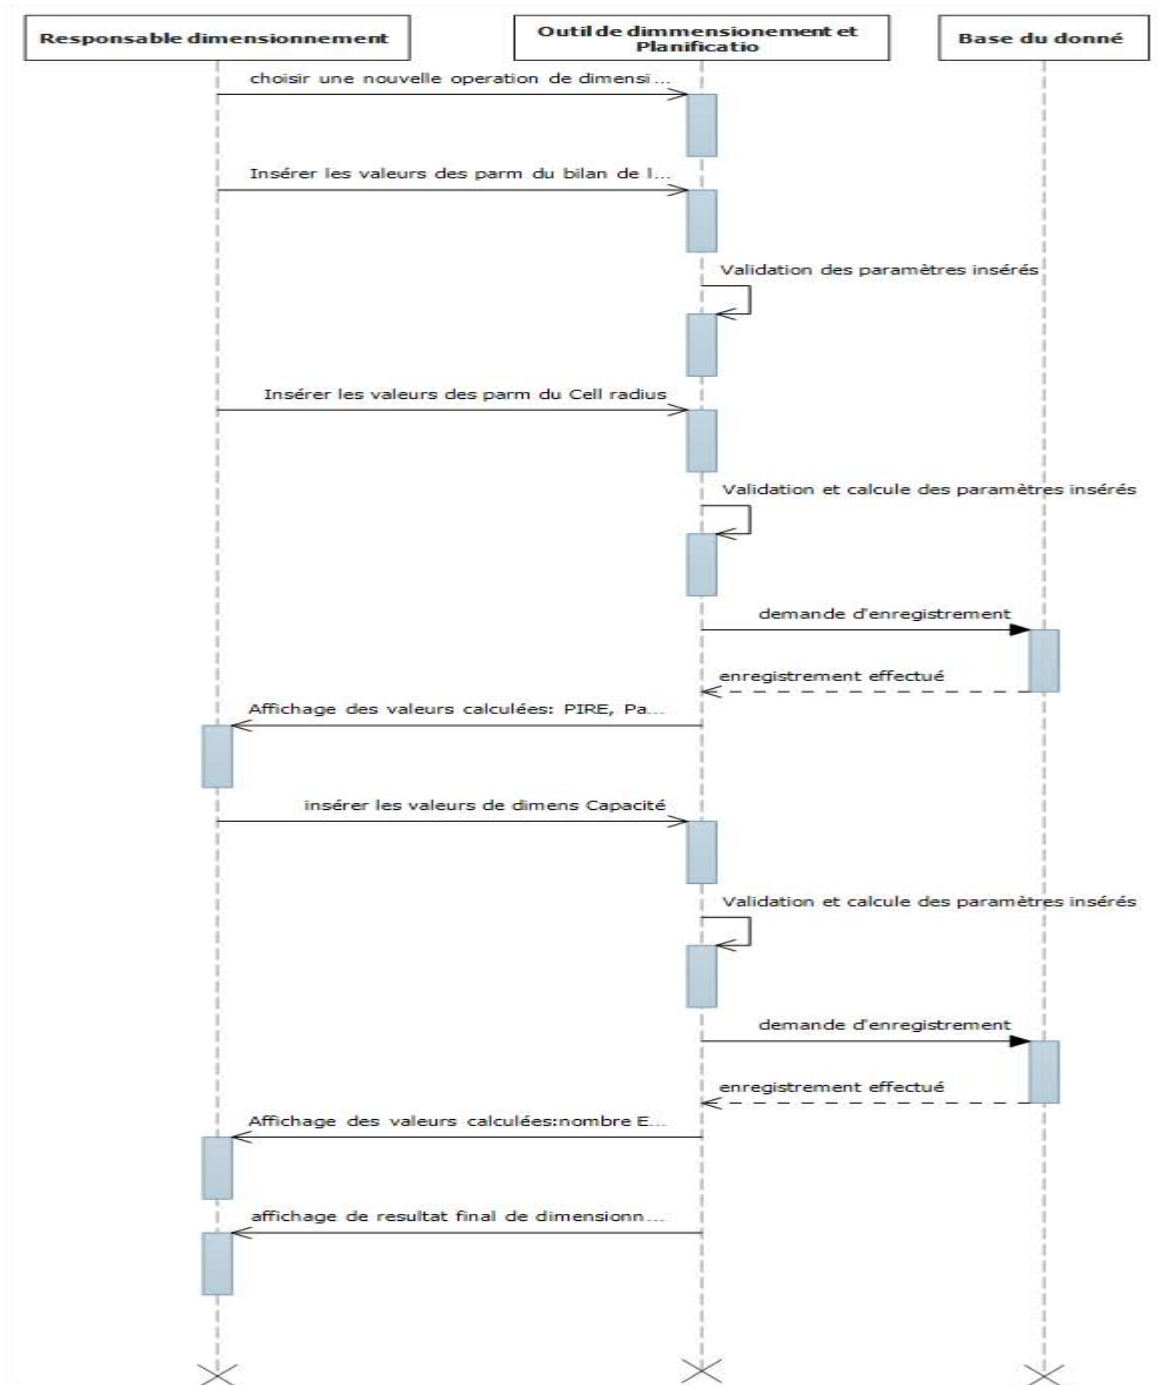 Responsable dimensionnement
Outil de dimmensionement et
Planificatio
Base du donné
choisir une nouvelle operation de dimensi...
Insérer les valeurs des parm du bilan de l...
Validation des paramètres insérés
Insérer les valeurs des parm du Cell radius
Validation et calcule des paramètres insérés
demande d'enregistrement
enregistrement effectué
Affichage des valeurs calculées: PIRE, Pa...
insérer les valeurs de dimens Capacité
Validation et calcule des paramètres insérés
demande d'enregistrement
enregistrement effectué
Affichage des valeurs calculées:nombre E...
affichage de resultat final de dimensionn...